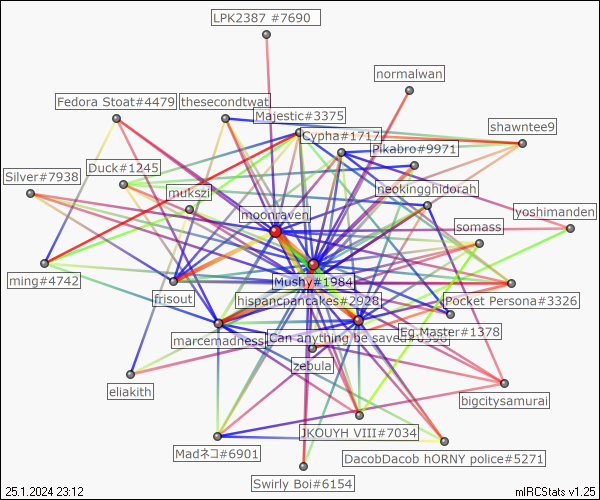 LPK2387 #7690
normalwan
Fedora Stoat#4479
thesecondtwat
Majestic#3375
shawntee9
Cypha#1717
Pikabro#9971
Duck#1245
Silver#7938
mukszi
neokingghidorah
yoshimanden
moonraven
somass
ming#4742
Mushy#1984
frisout
hispancpancakes#2928
Pocket Persona#3326
Eg.Master#1378
marcemadness
Can anything be saved#6398
zebula
eliakith
bigcitysamurai
JKOUYH VIII#7034
Madネコ#6901
DacobDacob hORNY police#5271
Swirly Boi#6154
25.1.2024 23:12
mIRCStats v1.25